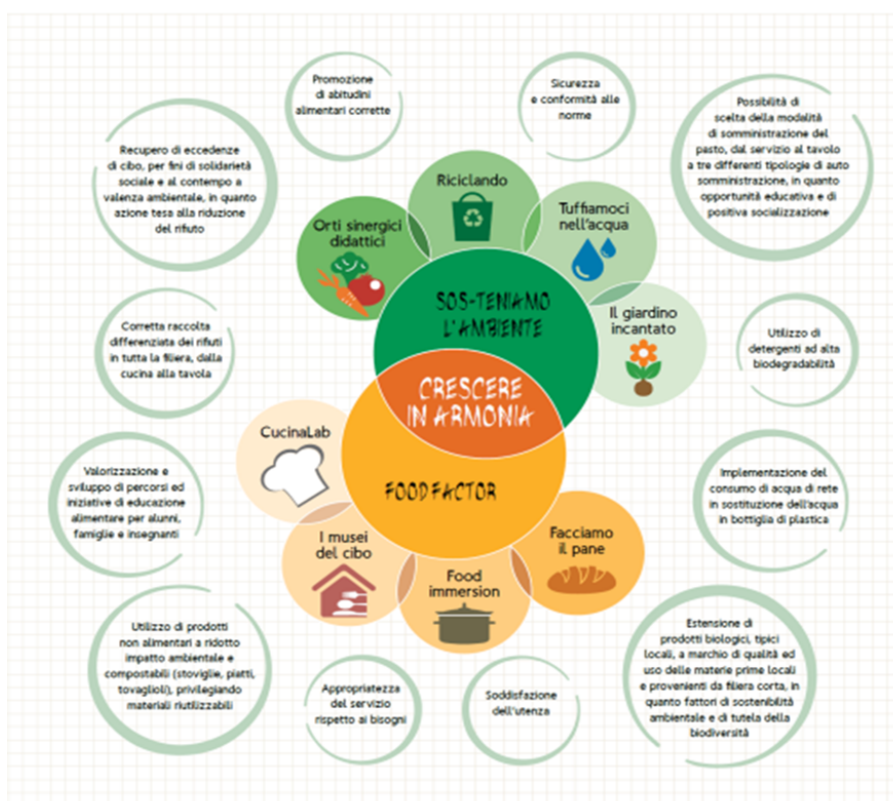 Promozione
di abitudini
alimentari corrette
Sicurezza
e conformità alle
norme
Possibilità di
scelta della modalità
di somministrazione del
pasto, dal servizio al tavolo
a tre differenti tipologie di auto
somministrazione, in quanto
opportunità educativa e di
positiva socializzazione
Recupero di eccedenze
di cibo, per fini di solidarietà
sociale e al contempo a
valenza ambientale, in quanto
azione tesa alla riduzione
del rifiuto
Riciclando
Orti sinergici
didattici
Tuffiamoci
nell'acqua
Il giardino
incantato
SOS-TENIAMO
L'AMBIENTE
CRESCERE
IN ARMONIA
FOOD FACTOR
CucinaLab
I musei
del cibo
Food
immersion
Facciamo
il pane
Corretta raccolta
differenziata dei rifiuti
in tutta la filiera, dalla
cucina alla tavola
Utilizzo di
detergenti ad alta
biodegradabilità
Valorizzazione e
sviluppo di percorsi ed
iniziative di educazione
alimentare per alunni,
famiglie e insegnanti
Implementazione del
consumo di acqua di rete
in sostituzione dell'acqua
in bottiglia di plastica
Utilizzo di prodotti
non alimentari a ridotto
impatto ambientale e
compostabili (stoviglie, piatti,
tovaglioli), privilegiando
materiali riutilizzabili
Appropriatezza
del servizio
rispetto ai bisogni
Soddisfazione
dell'utenza
Estensione di
prodotti biologici, tipici
locali, a marchio di qualità ed
uso delle materie prime locali
e provenienti da filiera corta, in
quanto fattori di sostenibilità
ambientale e di tutela della
biodiversità